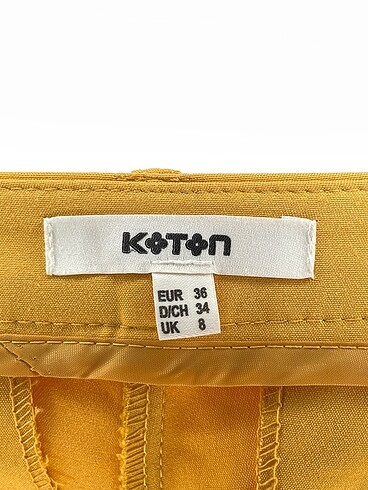 KOTON
EUR 36
D/CH 34
UK 8